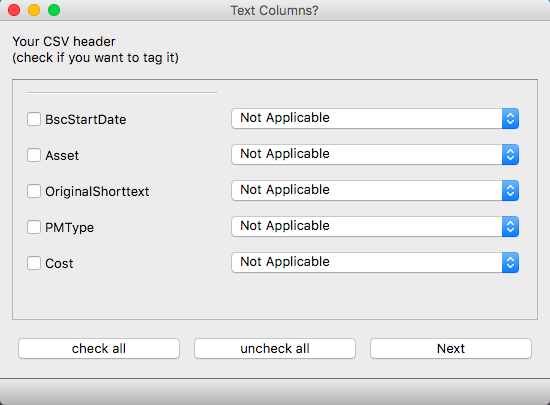 Text Columns?
Your CSV header
(check if you want to tag it)
BscStartDate Not Applicable
Asset Not Applicable
OriginalShorttext Not Applicable
PMType Not Applicable
Cost Not Applicable
check all uncheck all Next